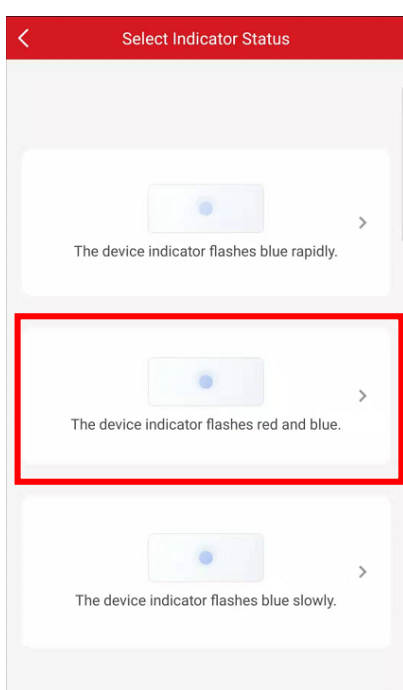 Select Indicator Status
The device indicator flashes blue rapidly.
The device indicator flashes red and blue.
The device indicator flashes blue slowly.